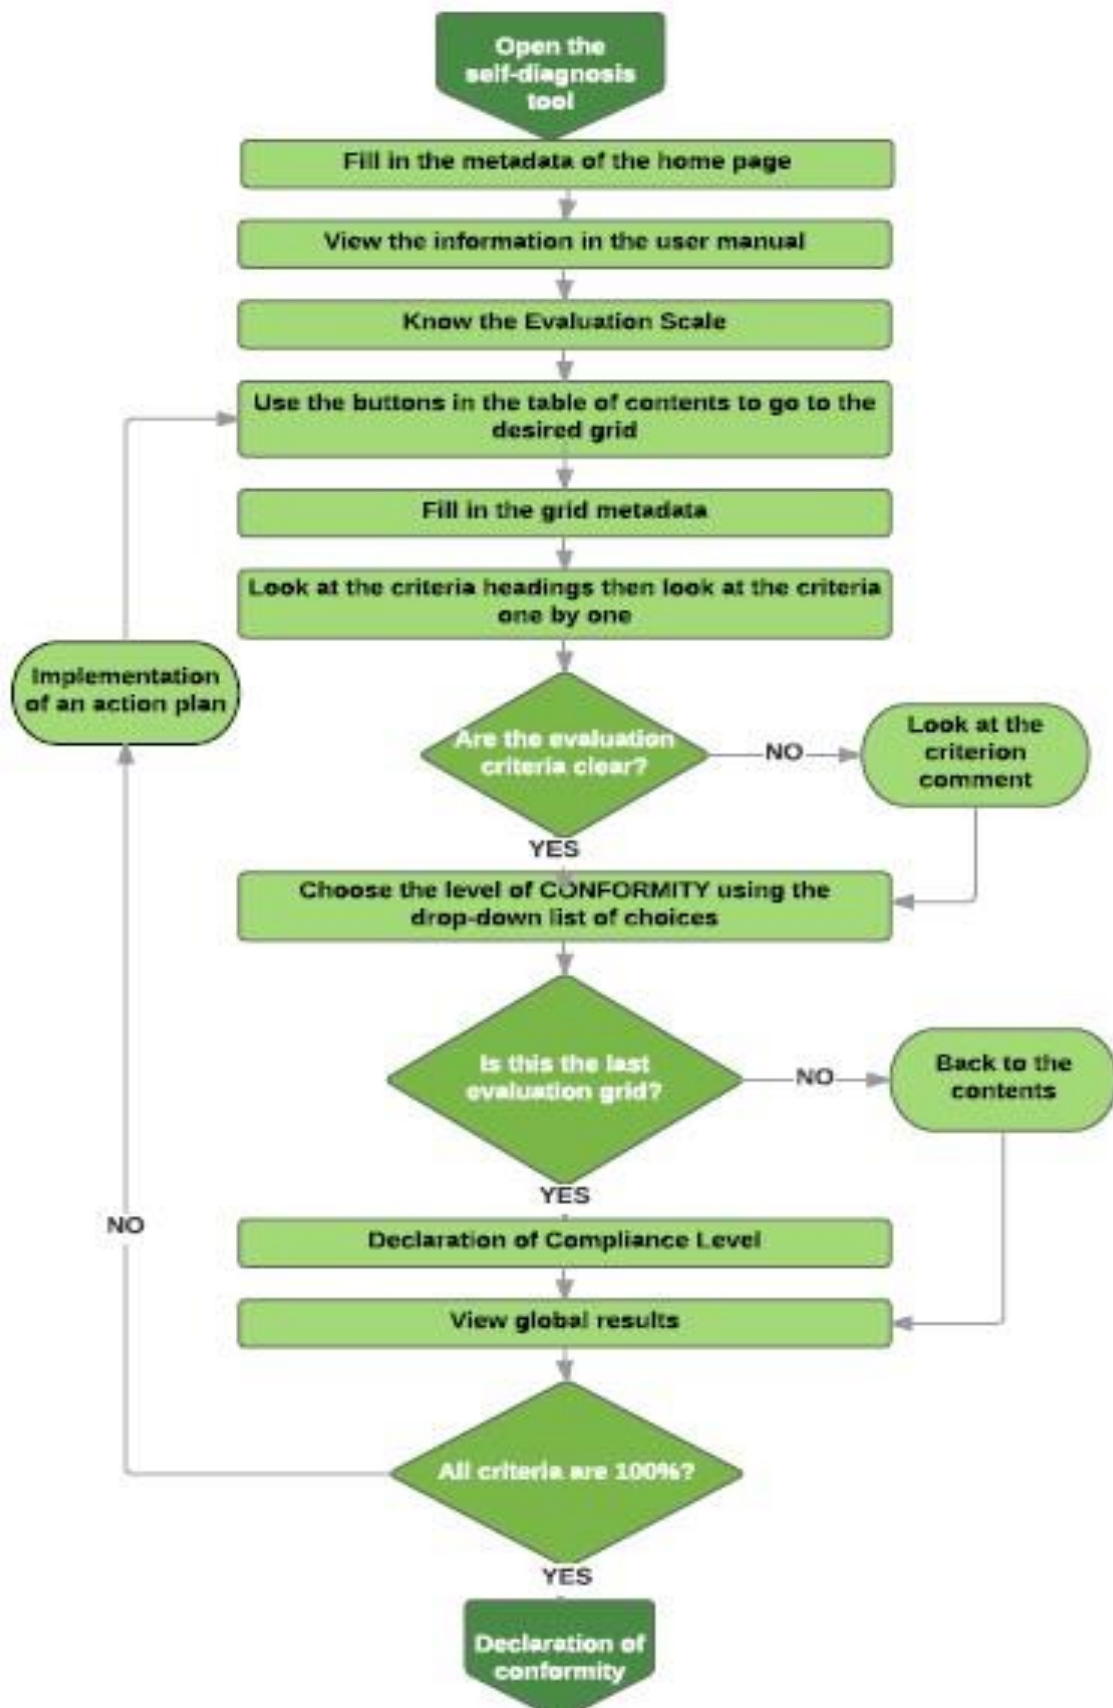 Open the
self-diagnosis
tool
Fill in the metadata of the home page
View the information in the user manual
Know the Evaluation Scale
Use the buttons in the table of contents to go to the
desired grid
Fill in the grid metadata
Look at the criteria headings then look at the criteria
one by one
Implementation
of an action plan
Are the evaluation
criteria clear?
NO
Look at the
criterion
comment
YES
Choose the level of CONFORMITY using the
drop-down list of choices
Is this the last
evaluation grid?
NO
Back to the
contents
YES
NO
Declaration of Compliance Level
View global results
All criteria are 100%?
YES
Declaration of
conformity